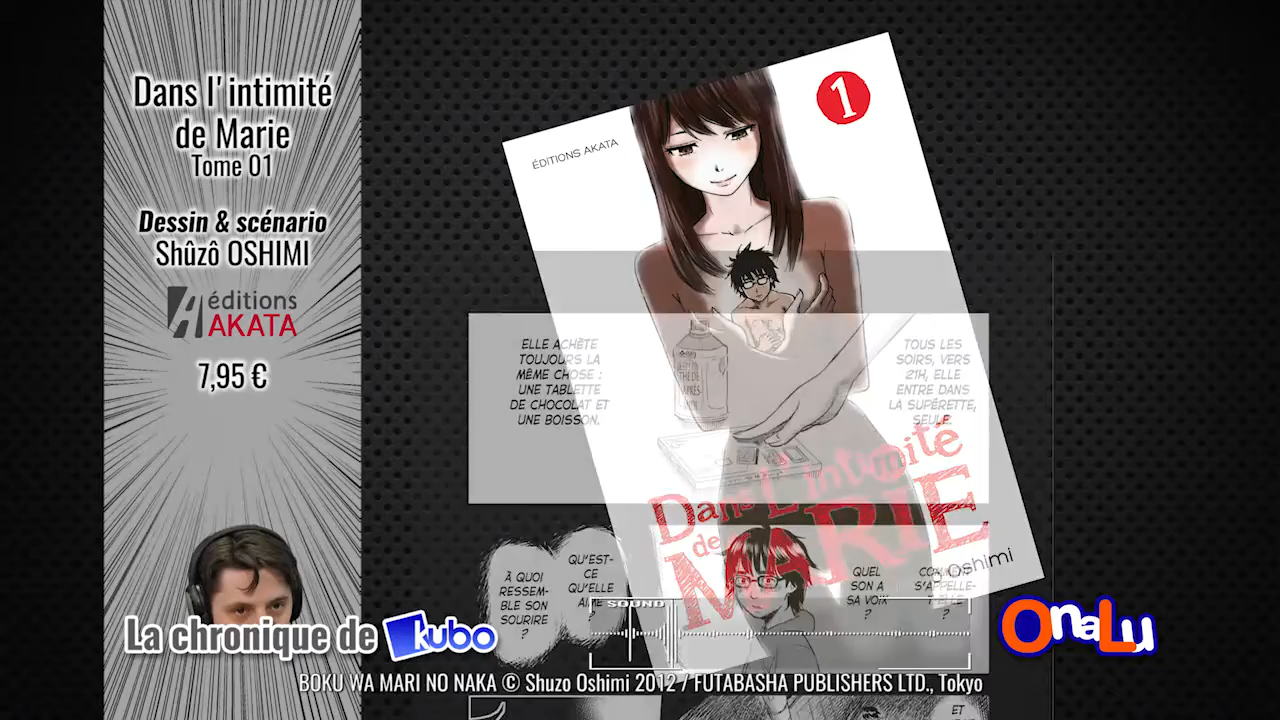 Dans l'intimité
de Marie
Tome 01
Dessin & scénario
Shûzô OSHIMI
éditions
AKATA
7,95 €
ÉDITIONS AKATA
1
ELLE ACHÈTE
TOUJOURS LA
MÊME CHOSE :
UNE TABLETTE
DE CHOCOLAT ET
UNE BOISSON.
TOUS LES
SOIRS, VERS
21H, ELLE
ENTRE DANS
LA SUPÉRETTE,
SEULE.
Dans L'intimité
de
MARIE
Oshimi
À QUOI
RESSEM-
BLE SON
SOURIRE
?
QU'EST-
CE
QU'ELLE
AIME
?
QUEL
SON A
SA VOIX
?
S'APPELLE-
T-ELLE
?
SOUND
La chronique de kubo
OnaLu
BOKU WA MARI NO NAKA © Shuzo Oshimi 2012 / FUTABASHA PUBLISHERS LTD., Tokyo
ET